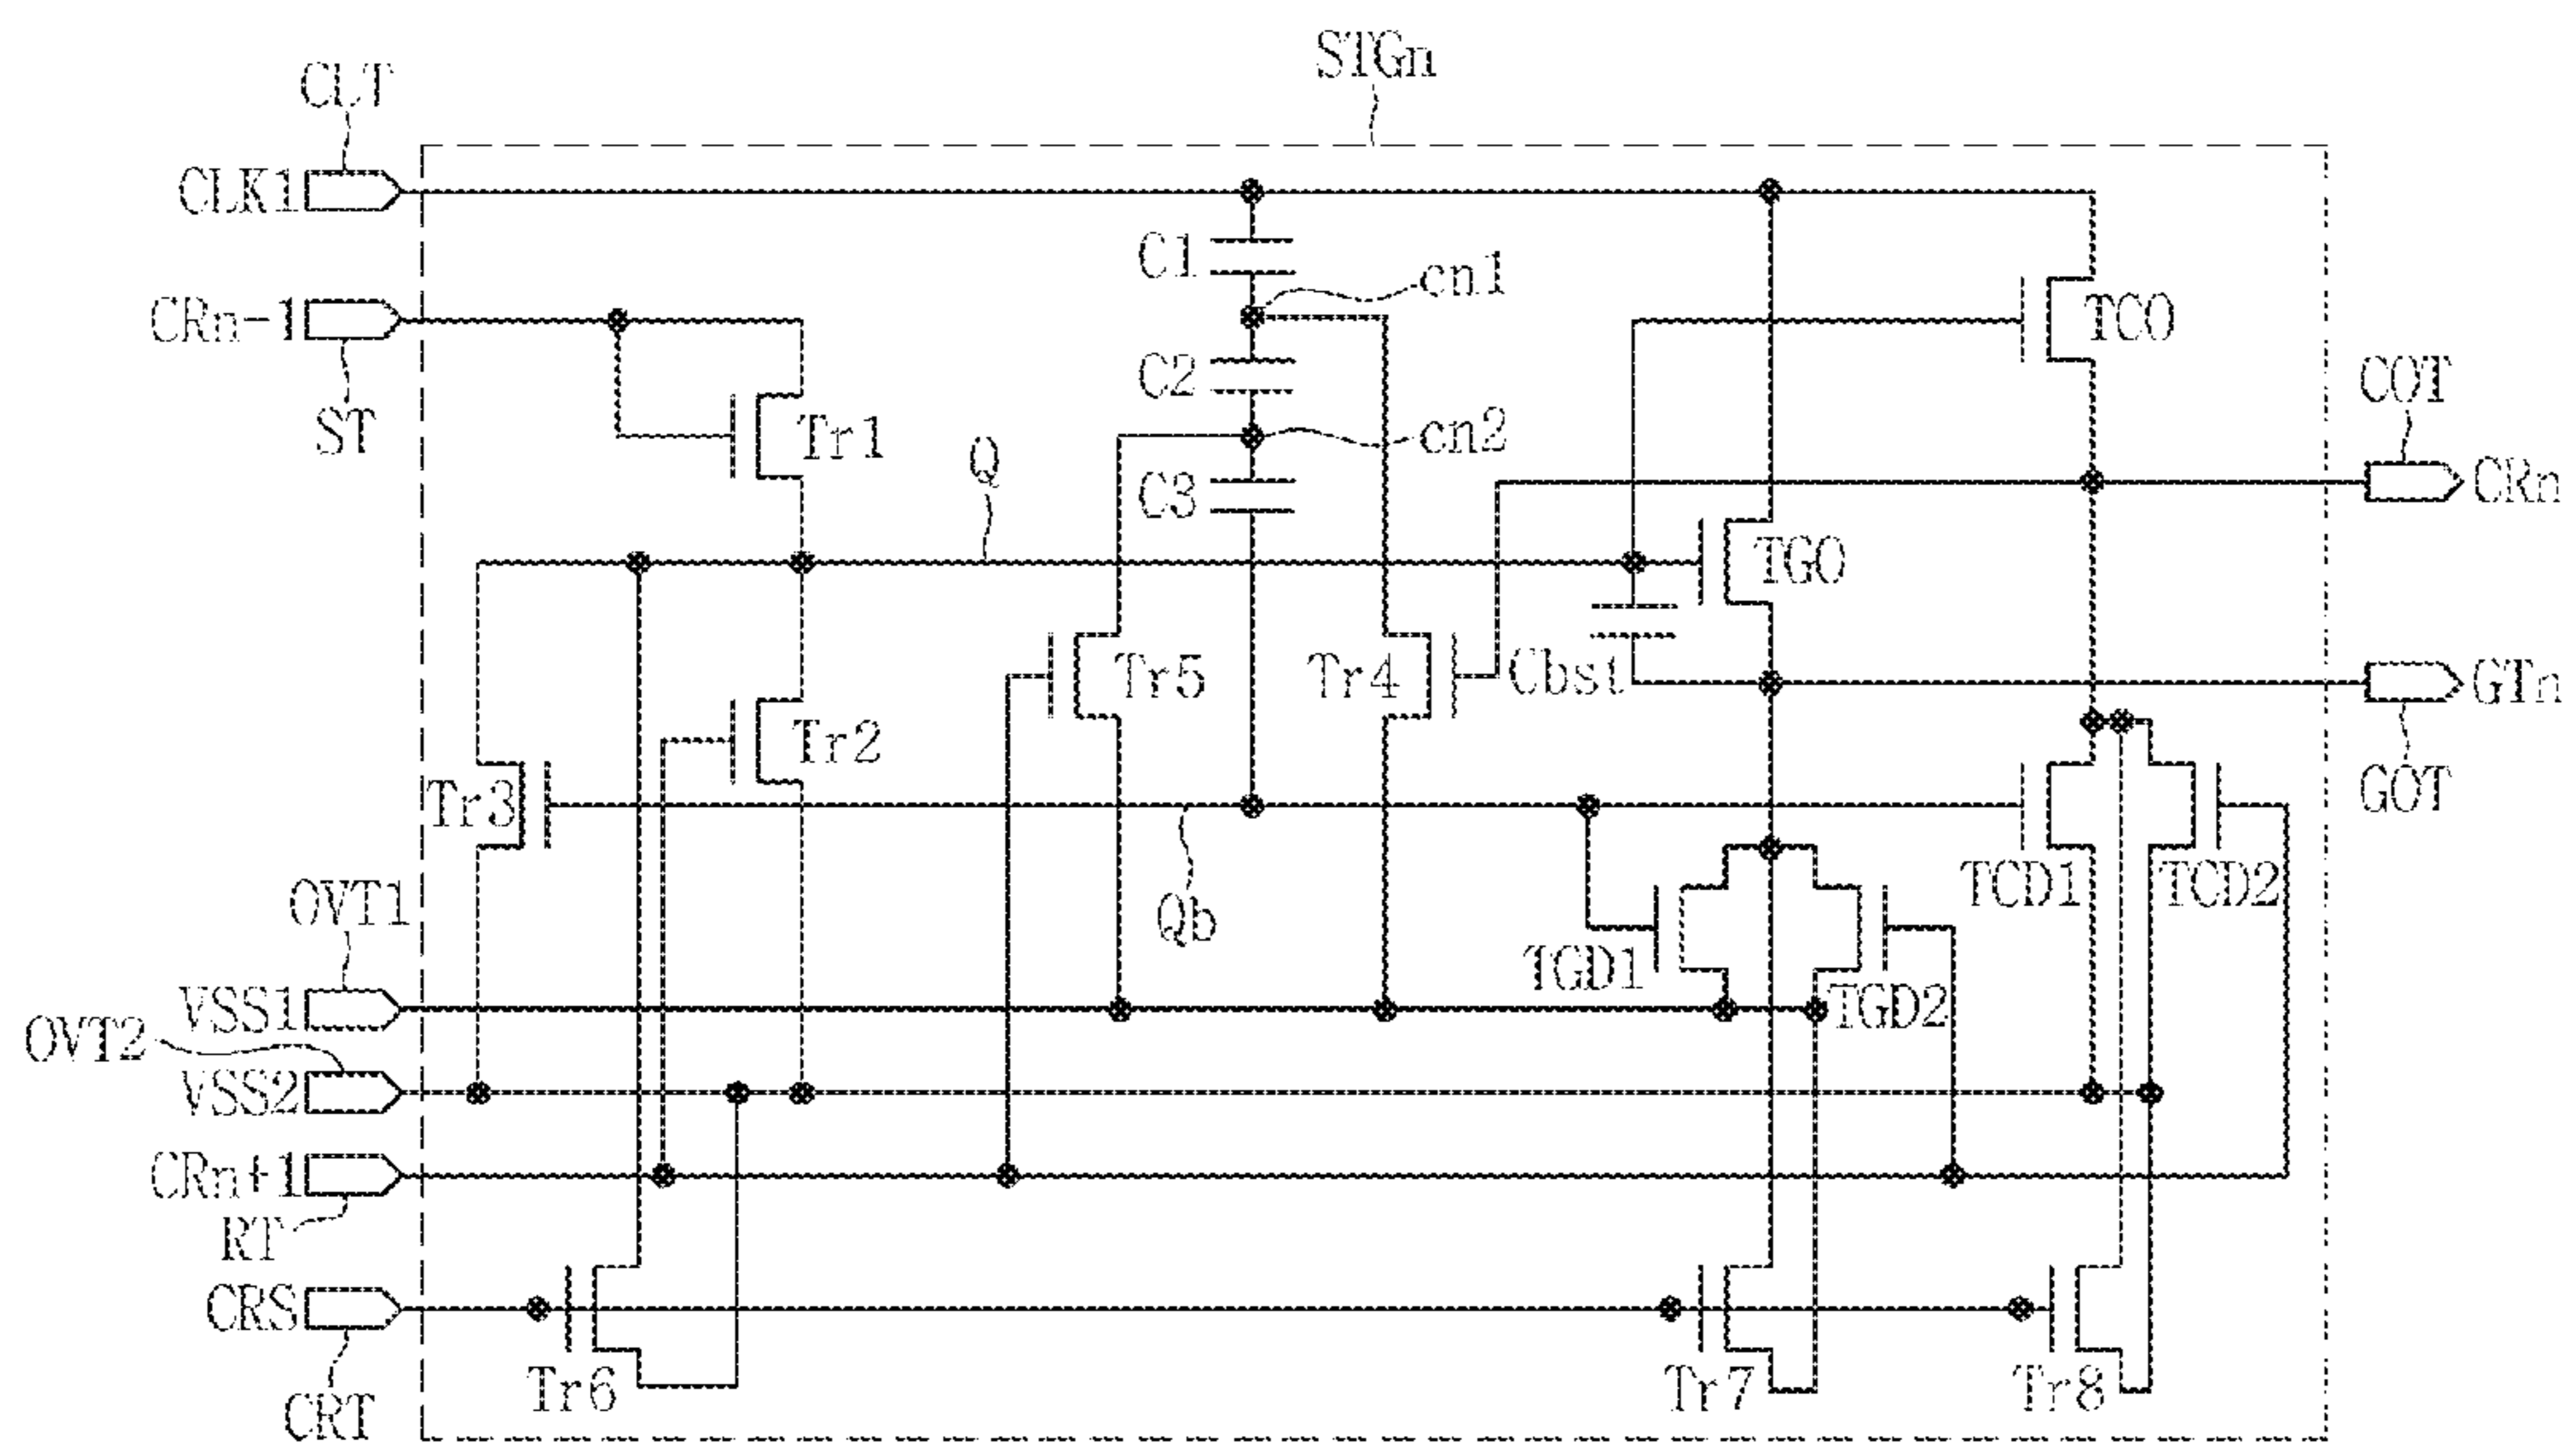 STGn
CLT
CLK1
C1
cn1
CRn-1
TCO
C2
COT
ST
Tr1
cn2
Q
C3
CRn
TGO
Tr5
Tr4
Cbst
GTn
Tr2
Tr3
GOT
TCD1
TCD2
OVT1
Qb
TGD1
VSS1
TGD2
OVT2
VSS2
CRn+1
RT
CRS
Tr6
Tr7
Tr8
CRT